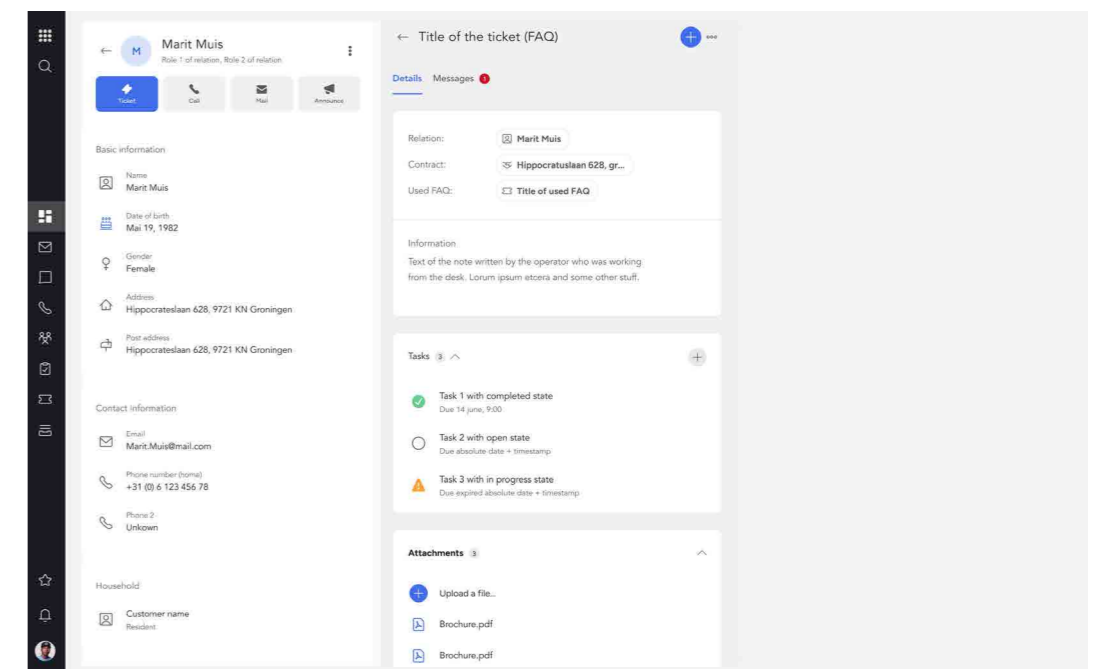 M
Marit Muis
Role 1 of relation, Role 2 of relation
Ticket
Call
Mail
Announce
Basic information
Name
Marit Muis
Date of birth
Mai 19, 1982
Gender
Female
Address
Hippocrateslaan 628, 9721 KN Groningen
Post address
Hippocrateslaan 628, 9721 KN Groningen
Contact information
Email
Marit.Muis@mail.com
Phone number (home)
+31 (0) 6 123 456 78
Phone 2
Unkown
Household
Customer name
Resident
Title of the ticket (FAQ)
Details
Messages
Relation:
Marit Muis
Contract:
Hippocratuslaan 628, gr...
Used FAQ:
Title of used FAQ
Information
Text of the note written by the operator who was working
from the desk. Lorum ipsum etcera and some other stuff.
Tasks 3
Task 1 with completed state
Due 14 june, 9:00
Task 2 with open state
Due absolute date + timestamp
Task 3 with in progress state
Due expired absolute date + timestamp
Attachments 3
Upload a file...
Brochure.pdf
Brochure.pdf